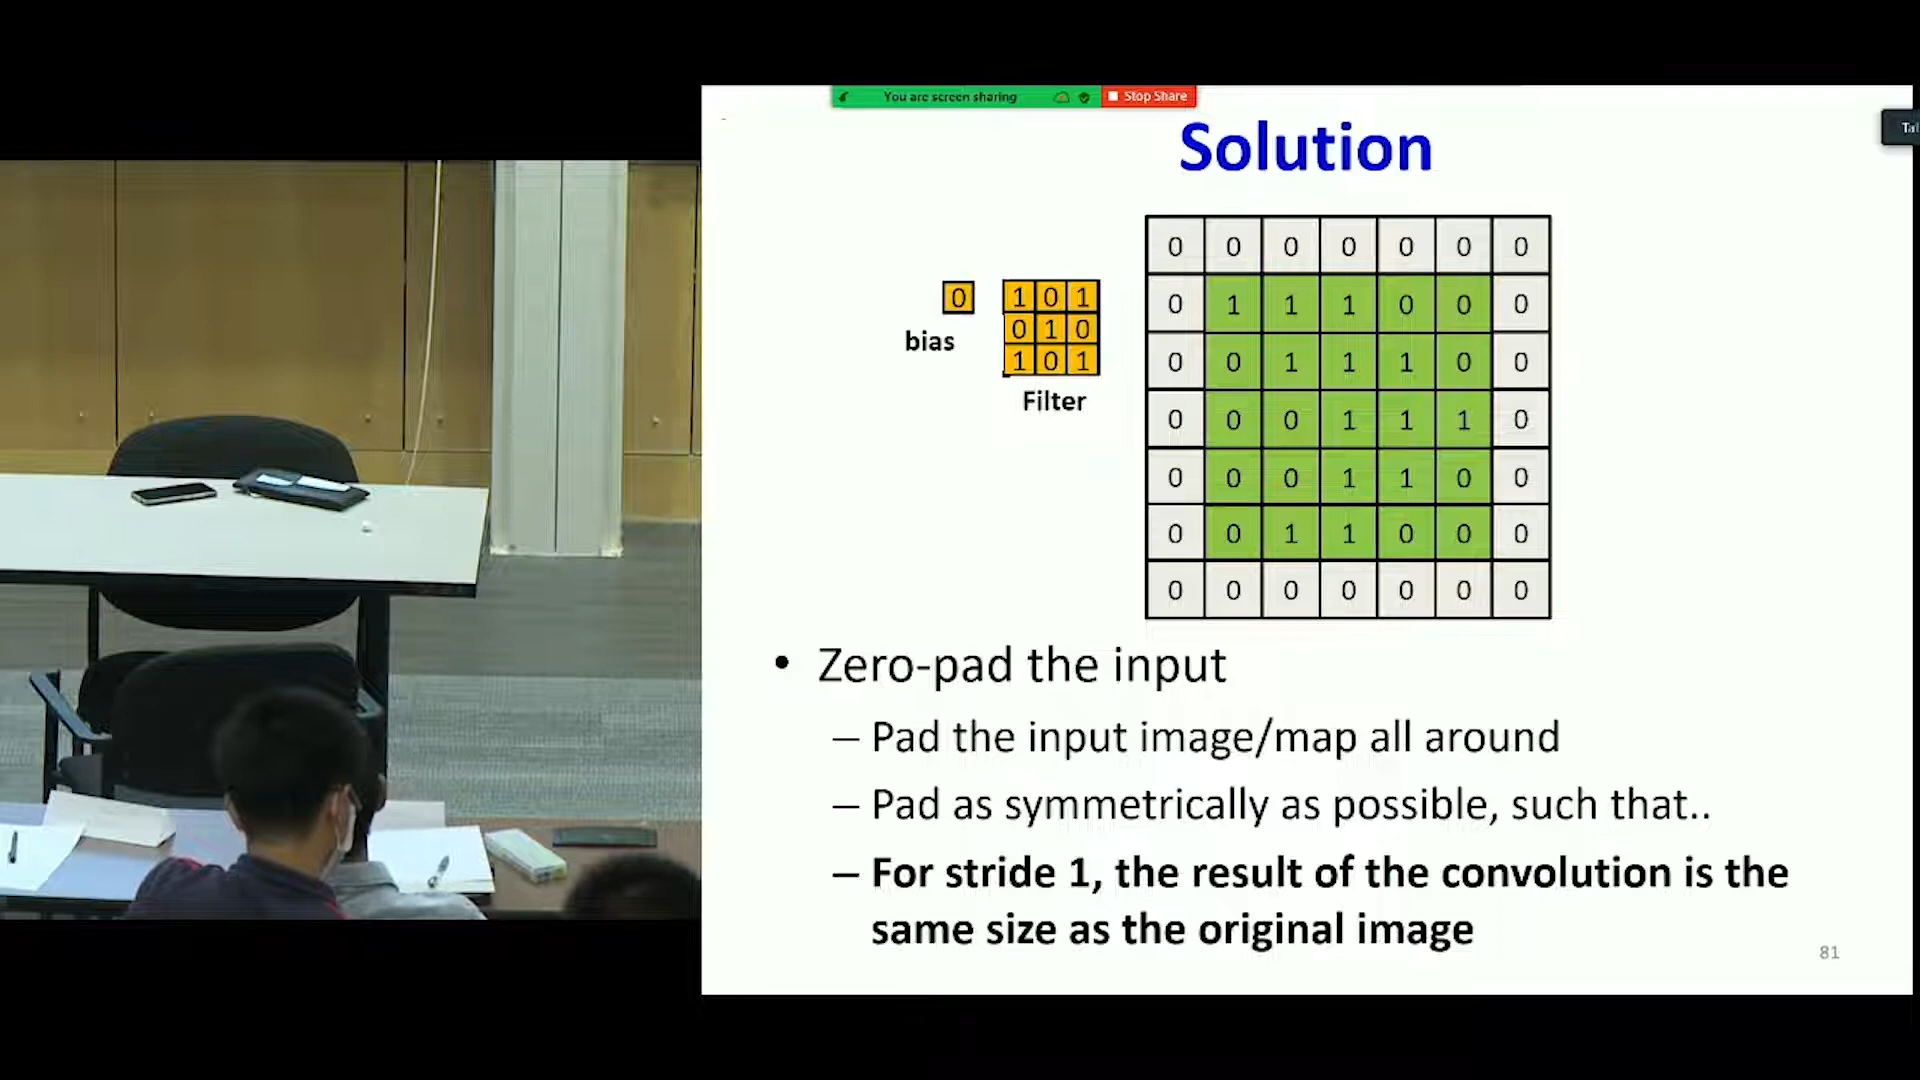 You are screen sharing
Stop Share
Solution
0 0 0 0 0 0 0
0 1 1 1 0 0 0
0 0 1 1 1 0 0
0 0 0 1 1 1 0
0 0 0 1 1 0 0
0 0 1 1 0 0 0
0 0 0 0 0 0 0
0
bias
1 0 1
0 1 0
1 0 1
Filter
• Zero-pad the input
– Pad the input image/map all around
– Pad as symmetrically as possible, such that..
– For stride 1, the result of the convolution is the
same size as the original image
81